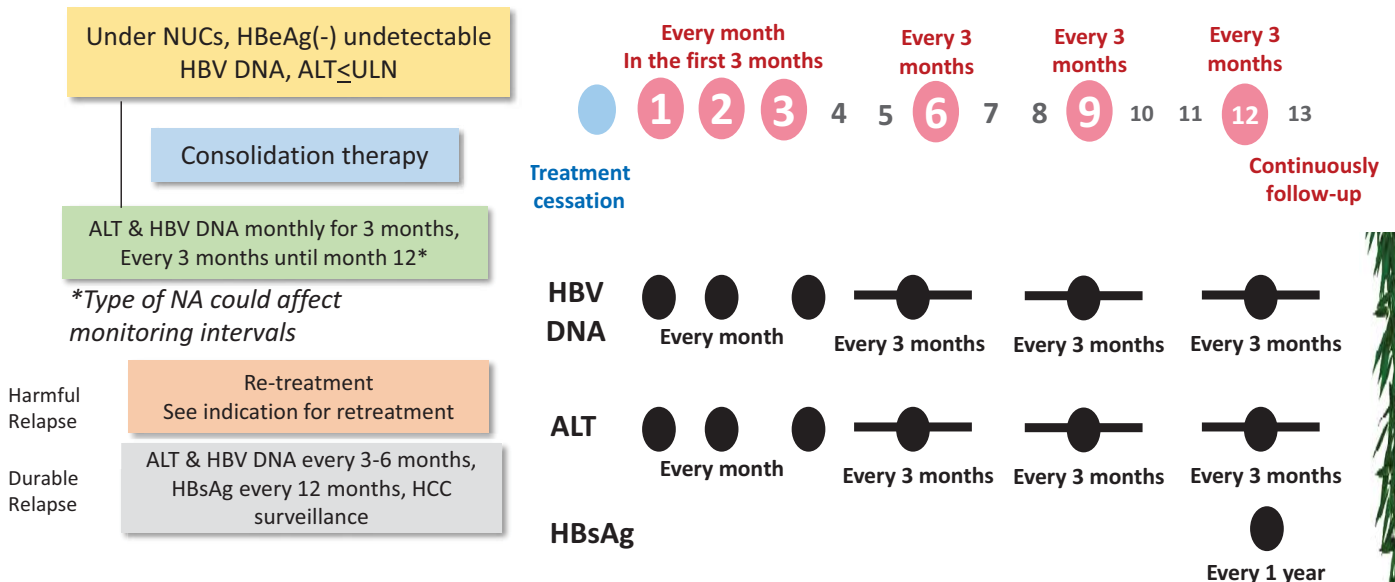 Under NUCs, HBeAg(-) undetectable
HBV DNA, ALT≤ULN
Consolidation therapy
ALT & HBV DNA monthly for 3 months,
Every 3 months until month 12*
*Type of NA could affect
monitoring intervals
Harmful
Relapse
Re-treatment
See indication for retreatment
Durable
Relapse
ALT & HBV DNA every 3-6 months,
HBsAg every 12 months, HCC
surveillance
Every month
In the first 3 months
Every 3
months
Every 3
months
Every 3
months
1 2 3 4 5 6 7 8 9 10 11 12 13
Treatment
cessation
Continuously
follow-up
HBV
DNA
Every month
Every 3 months
Every 3 months
Every 3 months
ALT
Every month
Every 3 months
Every 3 months
Every 3 months
HBsAg
Every 1 year